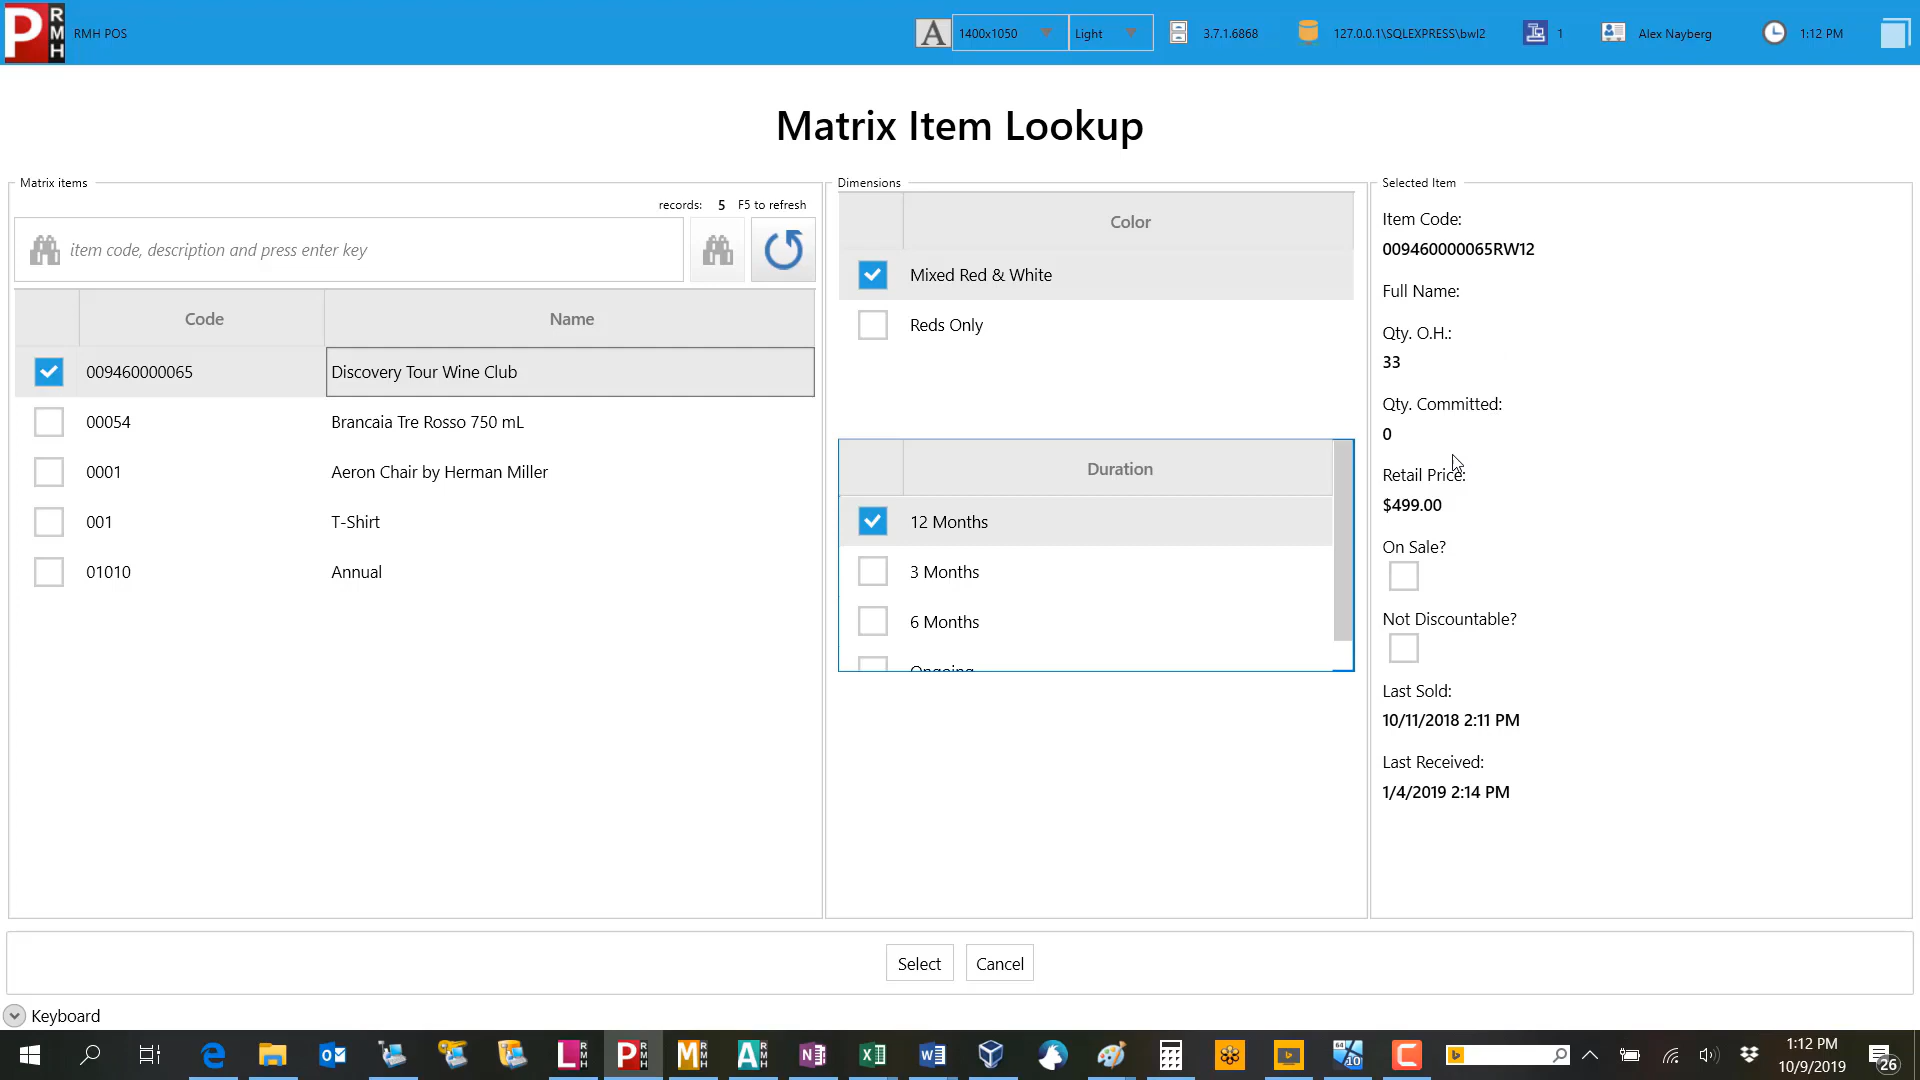 P RMH RMH POS A 1400x1050 Light 3.7.1.6868 127.0.0.1\SQLEXPRESS\bwl2 1 Alex Nayberg 1:12 PM
Matrix Item Lookup
Matrix items
records: 5 F5 to refresh
item code, description and press enter key
Code Name
009460000065 Discovery Tour Wine Club
00054 Brancaia Tre Rosso 750 mL
0001 Aeron Chair by Herman Miller
001 T-Shirt
01010 Annual
Dimensions
Color
Mixed Red & White
Reds Only
Duration
12 Months
3 Months
6 Months
Ongoing
Selected Item
Item Code:
009460000065RW12
Full Name:
Qty. O.H.:
33
Qty. Committed:
0
Retail Price:
$499.00
On Sale?
Not Discountable?
Last Sold:
10/11/2018 2:11 PM
Last Received:
1/4/2019 2:14 PM
Select Cancel
Keyboard
1:12 PM
10/9/2019
26